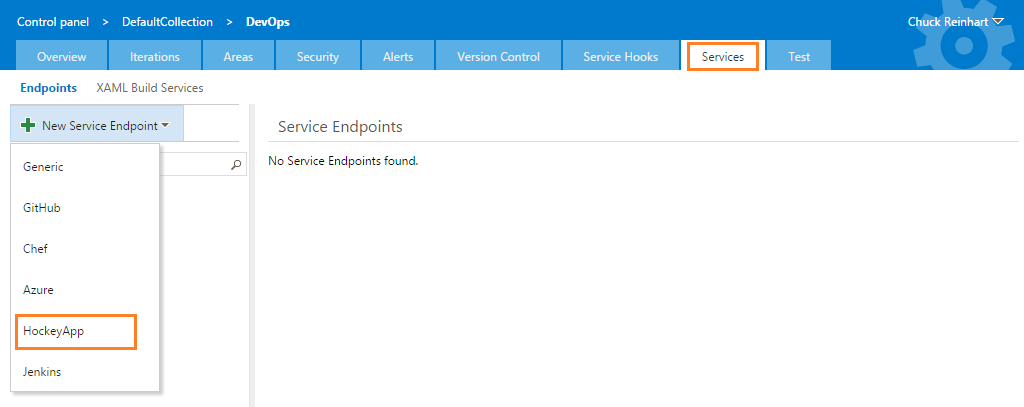 Control panel > DefaultCollection > DevOps Chuck Reinhart
Overview Iterations Areas Security Alerts Version Control Service Hooks Services Test
Endpoints XAML Build Services
New Service Endpoint
Service Endpoints
No Service Endpoints found.
Generic
GitHub
Chef
Azure
HockeyApp
Jenkins